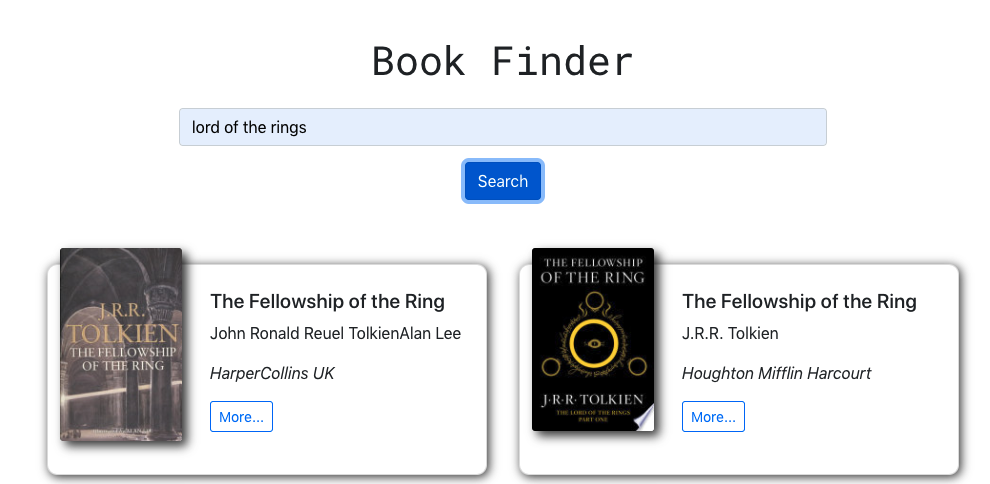 Book Finder
lord of the rings
Search
J.R.R.
TOLKIEN
THE FELLOWSHIP
OF THE RING
The Fellowship of the Ring
John Ronald Reuel TolkienAlan Lee
HarperCollins UK
More...
THE FELLOWSHIP
OF THE RING
J·R·R·TOLKIEN
THE LORD OF THE RINGS
PART ONE
The Fellowship of the Ring
J.R.R. Tolkien
Houghton Mifflin Harcourt
More...